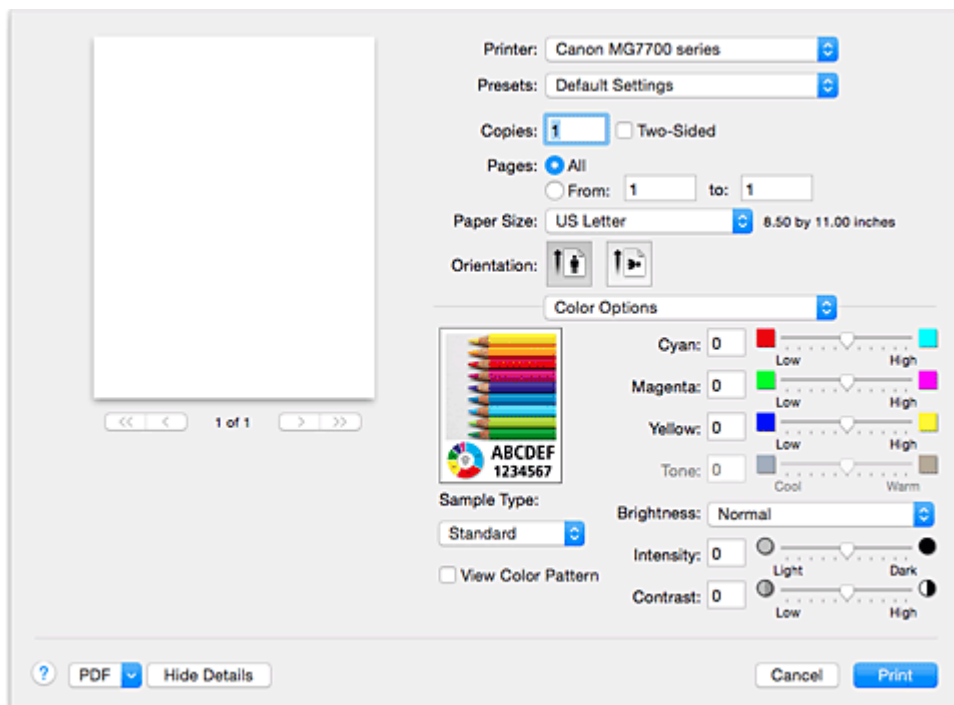 Printer: Canon MG7700 series
Presets: Default Settings
Copies: 1 Two-Sided
Pages: All
From: 1 to: 1
Paper Size: US Letter 8.50 by 11.00 inches
Orientation:
Color Options
Cyan: 0
Low High
Magenta: 0
Low High
Yellow: 0
Low High
Tone: 0
Cool Warm
ABCDEF
1234567
Sample Type:
Standard
View Color Pattern
Brightness: Normal
Intensity: 0
Light Dark
Contrast: 0
Low High
<< < 1 of 1 > >>
? PDF Hide Details Cancel Print